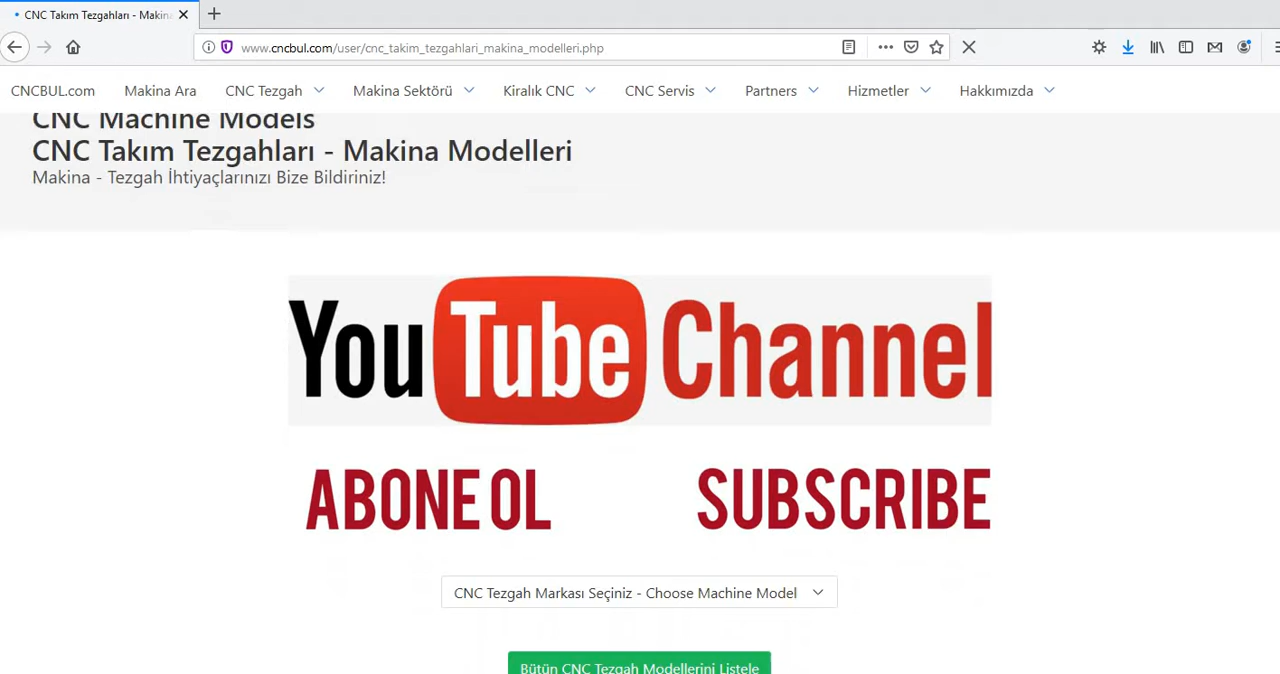 CNC Takım Tezgahları - Makina
www.cncbul.com/user/cnc_takim_tezgahlari_makina_modelleri.php
CNCBUL.com Makina Ara CNC Tezgah Makina Sektörü Kiralık CNC CNC Servis Partners Hizmetler Hakkımızda
CNC Machine Models
CNC Takım Tezgahları - Makina Modelleri
Makina - Tezgah İhtiyaçlarınızı Bize Bildiriniz!
YouTube Channel
ABONE OL SUBSCRIBE
CNC Tezgah Markası Seçiniz - Choose Machine Model
Bütün CNC Tezgah Modellerini Listele